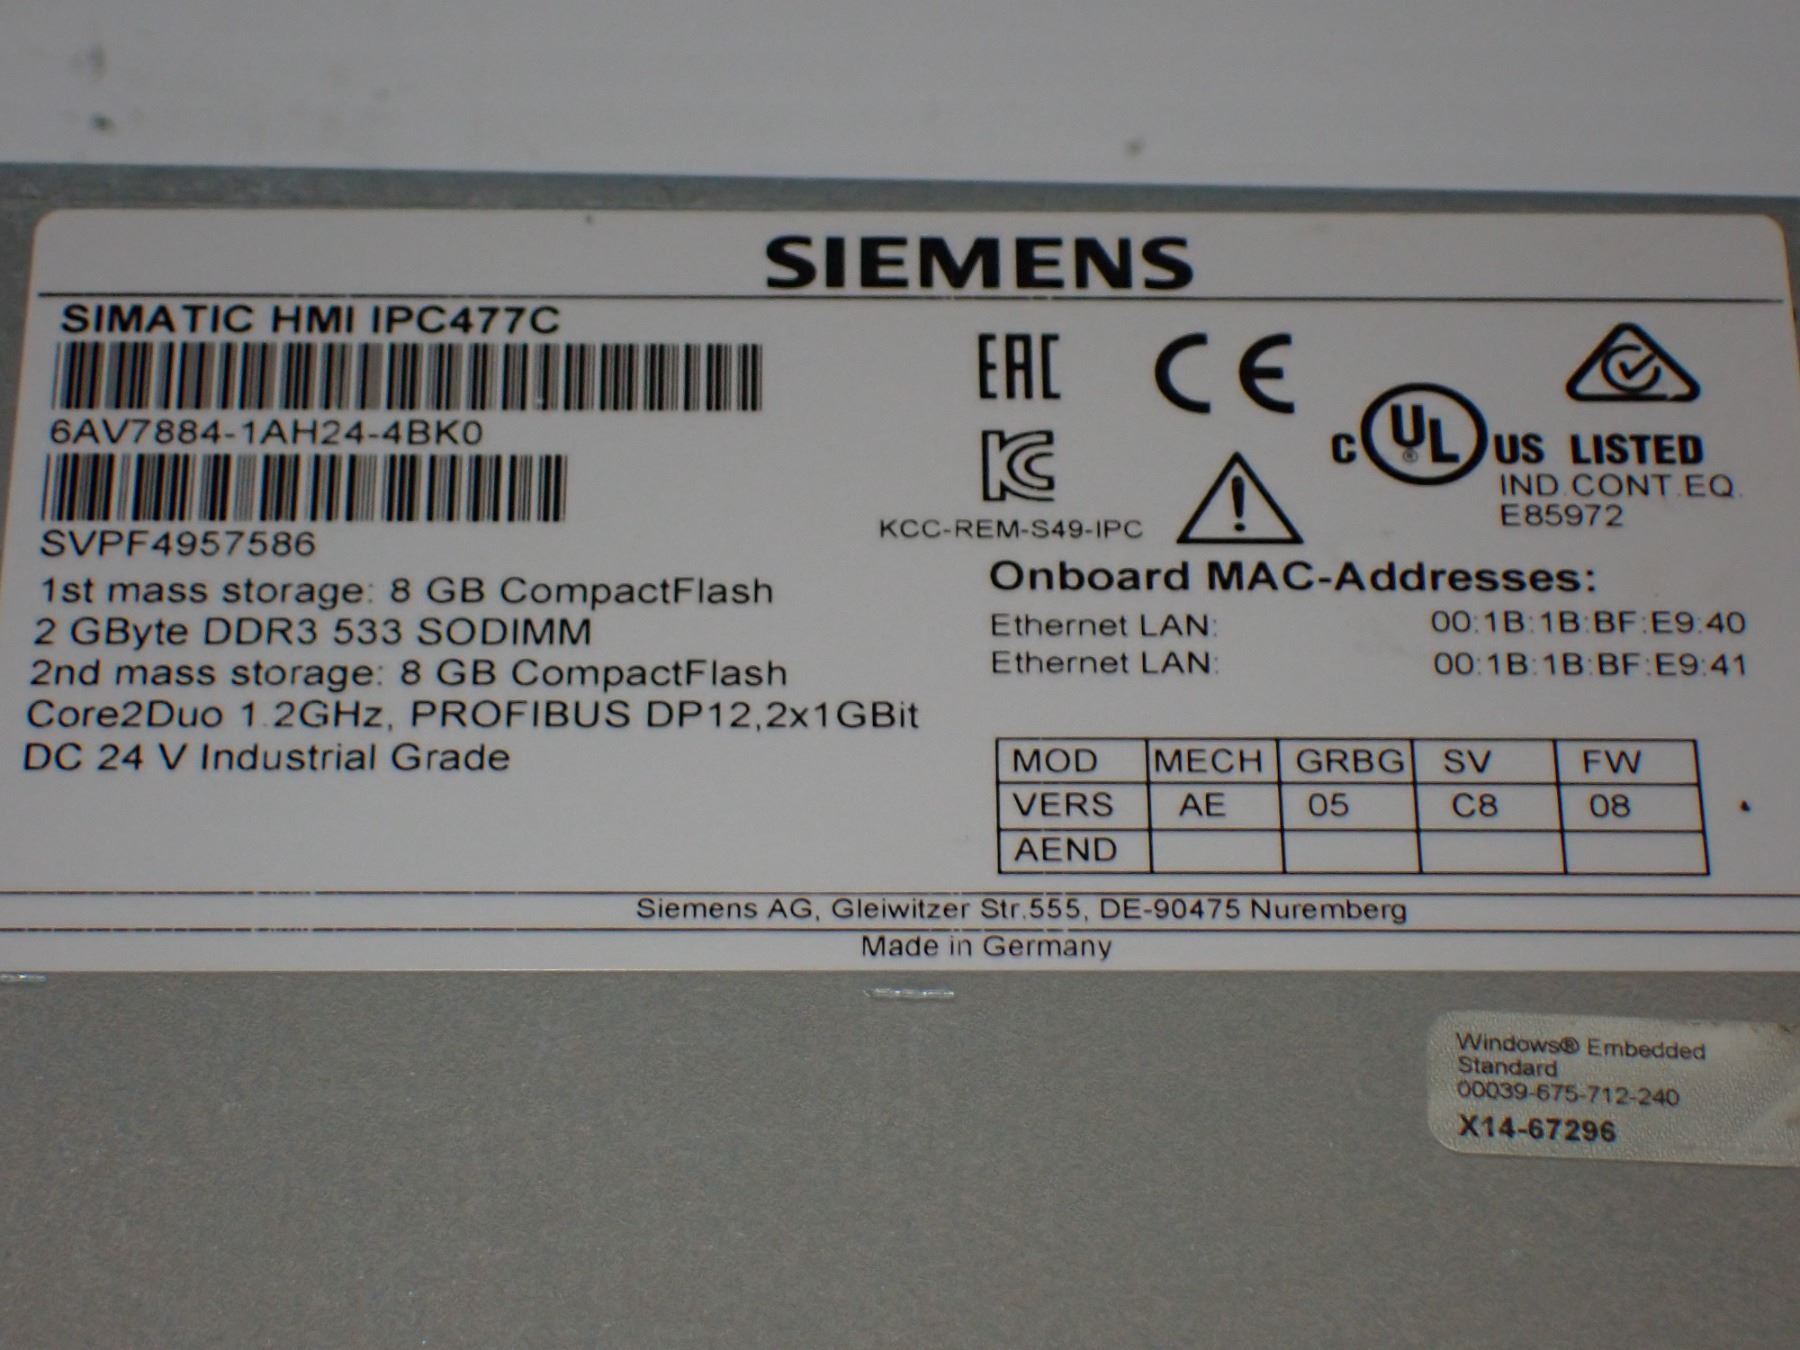 SIEMENS
SIMATIC HMI IPC477C
6AV7884-1AH24-4BK0
SVPF4957586
1st mass storage: 8 GB CompactFlash
2 GByte DDR3 533 SODIMM
2nd mass storage: 8 GB CompactFlash
Core2Duo 1.2GHz, PROFIBUS DP12,2x1GBit
DC 24 V Industrial Grade
EAC CE
KC
KCC-REM-S49-IPC
C UL® US LISTED
IND.CONT.EQ.
E85972
Onboard MAC-Addresses:
Ethernet LAN: 00:1B:1B:BF:E9:40
Ethernet LAN: 00:1B:1B:BF:E9:41
MOD MECH GRBG SV FW
VERS AE 05 C8 08
AEND
Siemens AG, Gleiwitzer Str.555, DE-90475 Nuremberg
Made in Germany
Windows® Embedded
Standard
00039-675-712-240
X14-67296